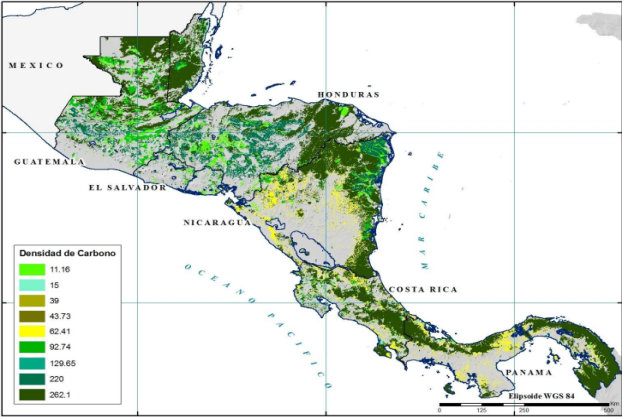 MEXICO
HONDURAS
GUATEMALA
EL SALVADOR
MAR CARIBE
NICARAGUA
Densidad de Carbono
11.16
15
39
43.73
62.41
92.74
129.65
220
262.1
OCEANO PACIFICO
COSTA RICA
PANAMA
Elipsoide WGS 84
Km
0 125 250 500